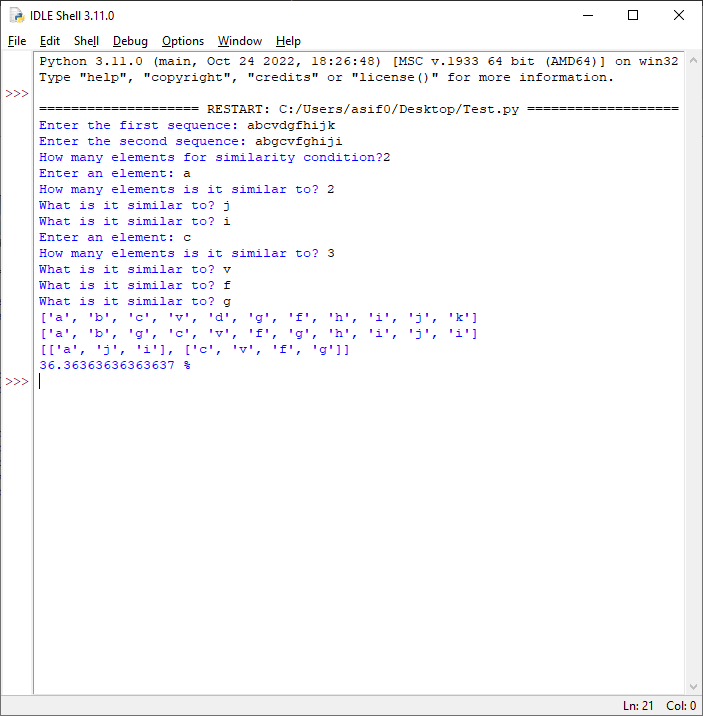 IDLE Shell 3.11.0
File Edit Shell Debug Options Window Help
Python 3.11.0 (main, Oct 24 2022, 18:26:48) [MSC v.1933 64 bit (AMD64)] on win32
Type "help", "copyright", "credits" or "license()" for more information.
>>>
==================== RESTART: C:/Users/asif0/Desktop/Test.py ===================
Enter the first sequence: abcvdgfhijk
Enter the second sequence: abgcvfghiji
How many elements for similarity condition?2
Enter an element: a
How many elements is it similar to? 2
What is it similar to? j
What is it similar to? i
Enter an element: c
How many elements is it similar to? 3
What is it similar to? v
What is it similar to? f
What is it similar to? g
['a', 'b', 'c', 'v', 'd', 'g', 'f', 'h', 'i', 'j', 'k']
['a', 'b', 'g', 'c', 'v', 'f', 'g', 'h', 'i', 'j', 'i']
[['a', 'j', 'i'], ['c', 'v', 'f', 'g']]
36.36363636363637 %
>>>
Ln: 21 Col: 0